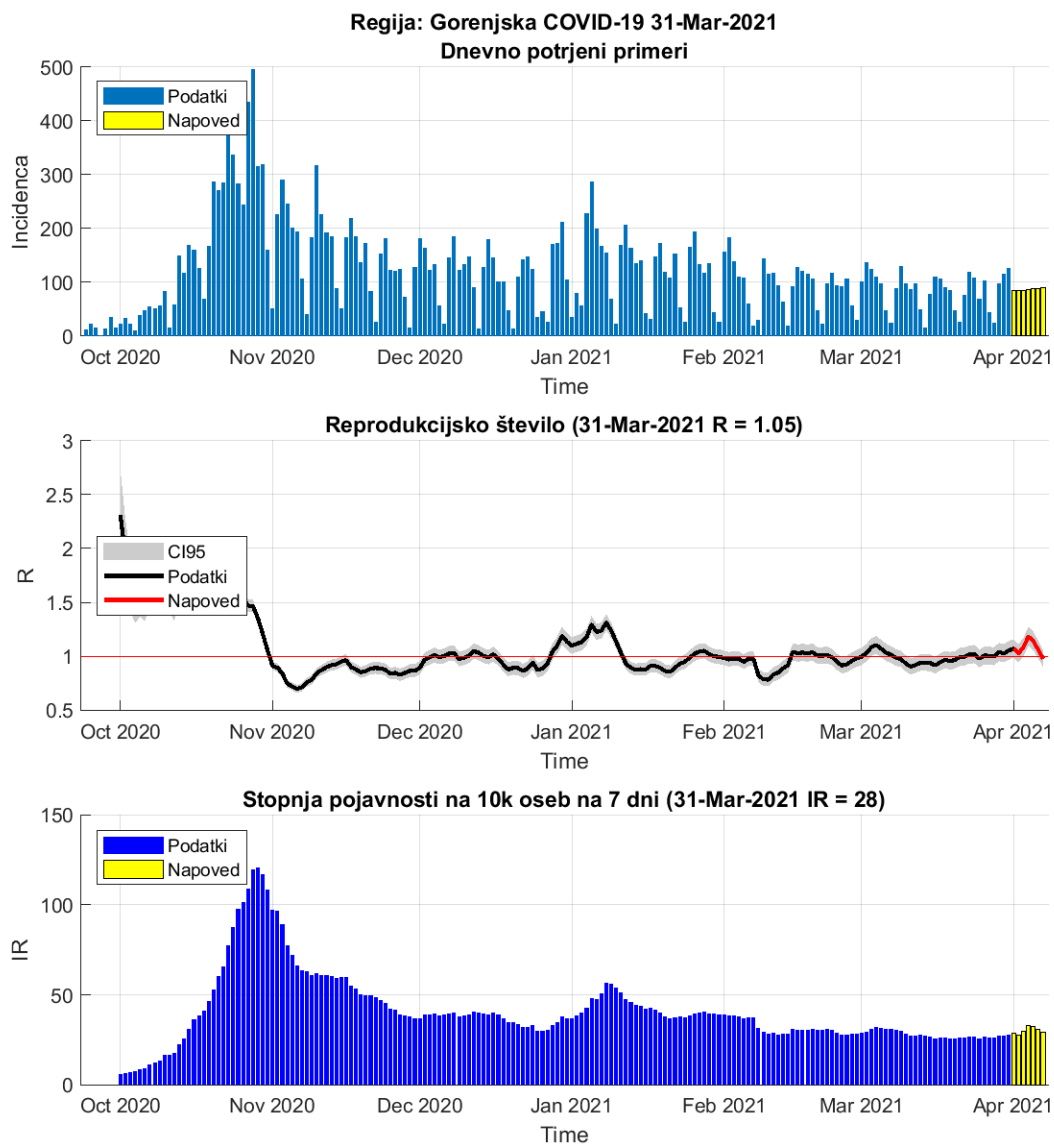 Regija: Gorenjska COVID-19 31-Mar-2021
Dnevno potrjeni primeri
500
400
300
200
100
0
Incidenca
Podatki
Napoved
Oct 2020 Nov 2020 Dec 2020 Jan 2021 Feb 2021 Mar 2021 Apr 2021
Time
Reprodukcijsko število (31-Mar-2021 R = 1.05)
3
2.5
2
1.5
1
0.5
R
CI95
Podatki
Napoved
Oct 2020 Nov 2020 Dec 2020 Jan 2021 Feb 2021 Mar 2021 Apr 2021
Time
Stopnja pojavnosti na 10k oseb na 7 dni (31-Mar-2021 IR = 28)
150
100
50
0
IR
Podatki
Napoved
Oct 2020 Nov 2020 Dec 2020 Jan 2021 Feb 2021 Mar 2021 Apr 2021
Time